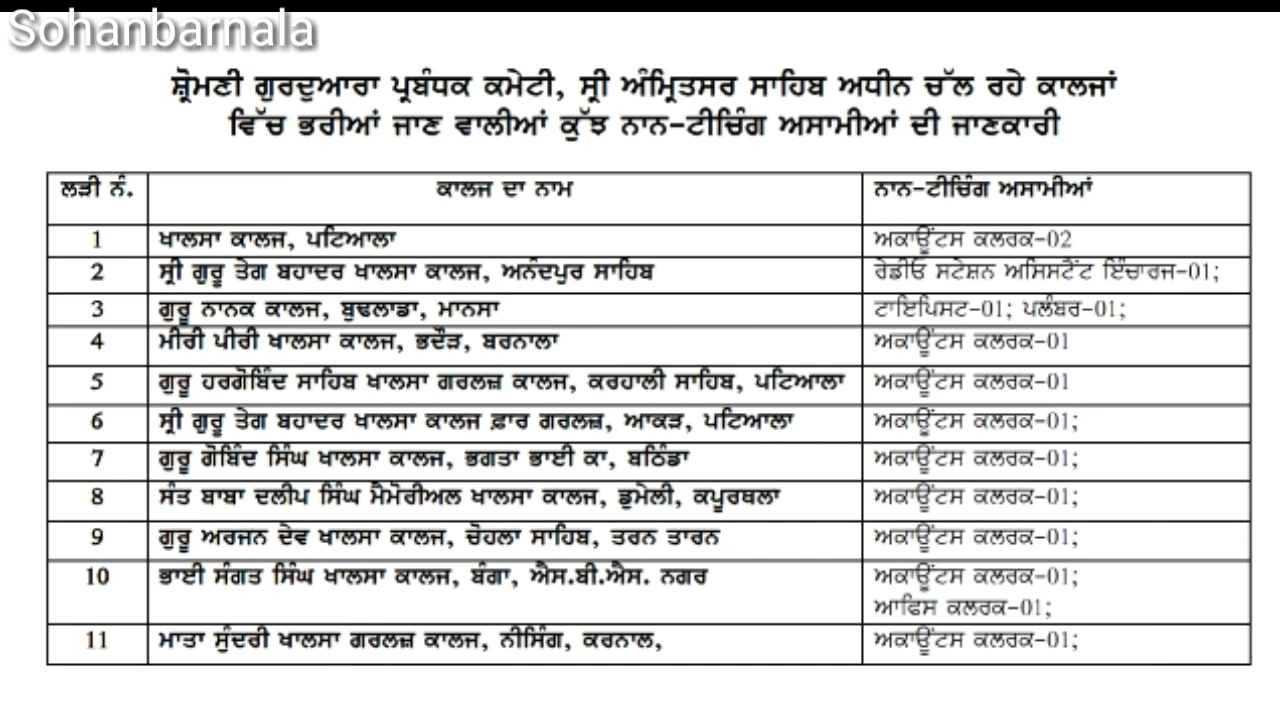 Sohanbarnala
ਸ਼੍ਰੋਮਣੀ ਗੁਰਦੁਆਰਾ ਪ੍ਰਬੰਧਕ ਕਮੇਟੀ, ਸ੍ਰੀ ਅੰਮ੍ਰਿਤਸਰ ਸਾਹਿਬ ਅਧੀਨ ਚੱਲ ਰਹੇ ਕਾਲਜਾਂ
ਵਿੱਚ ਭਰੀਆਂ ਜਾਣ ਵਾਲੀਆਂ ਕੁੱਝ ਨਾਨ-ਟੀਚਿੰਗ ਅਸਾਮੀਆਂ ਦੀ ਜਾਣਕਾਰੀ
ਲੜੀ ਨੰ. ਕਾਲਜ ਦਾ ਨਾਮ ਨਾਨ-ਟੀਚਿੰਗ ਅਸਾਮੀਆਂ
1 ਖਾਲਸਾ ਕਾਲਜ, ਪਟਿਆਲਾ ਅਕਾਊਂਟਸ ਕਲਰਕ-02
2 ਸ੍ਰੀ ਗੁਰੂ ਤੇਗ ਬਹਾਦਰ ਖਾਲਸਾ ਕਾਲਜ, ਅਨੰਦਪੁਰ ਸਾਹਿਬ ਰੇਡੀਓ ਸਟੇਸ਼ਨ ਅਸਿਸਟੈਂਟ ਇੰਚਾਰਜ-01;
3 ਗੁਰੂ ਨਾਨਕ ਕਾਲਜ, ਬੁਢਲਾਡਾ, ਮਾਨਸਾ ਟਾਇਪਿਸਟ-01; ਪਲੰਬਰ-01;
4 ਮੀਰੀ ਪੀਰੀ ਖਾਲਸਾ ਕਾਲਜ, ਭਦੌੜ, ਬਰਨਾਲਾ ਅਕਾਊਂਟਸ ਕਲਰਕ-01
5 ਗੁਰੂ ਹਰਗੋਬਿੰਦ ਸਾਹਿਬ ਖਾਲਸਾ ਗਰਲਜ਼ ਕਾਲਜ, ਕਰਹਾਲੀ ਸਾਹਿਬ, ਪਟਿਆਲਾ ਅਕਾਊਂਟਸ ਕਲਰਕ-01
6 ਸ੍ਰੀ ਗੁਰੂ ਤੇਗ ਬਹਾਦਰ ਖਾਲਸਾ ਕਾਲਜ ਫ਼ਾਰ ਗਰਲਜ਼, ਆਕੜ, ਪਟਿਆਲਾ ਅਕਾਊਂਟਸ ਕਲਰਕ-01;
7 ਗੁਰੂ ਗੋਬਿੰਦ ਸਿੰਘ ਖਾਲਸਾ ਕਾਲਜ, ਭਗਤਾ ਭਾਈ ਕਾ, ਬਠਿੰਡਾ ਅਕਾਊਂਟਸ ਕਲਰਕ-01;
8 ਸੰਤ ਬਾਬਾ ਦਲੀਪ ਸਿੰਘ ਮੈਮੋਰੀਅਲ ਖਾਲਸਾ ਕਾਲਜ, ਡੁਮੇਲੀ, ਕਪੂਰਥਲਾ ਅਕਾਊਂਟਸ ਕਲਰਕ-01;
9 ਗੁਰੂ ਅਰਜਨ ਦੇਵ ਖਾਲਸਾ ਕਾਲਜ, ਚੋਹਲਾ ਸਾਹਿਬ, ਤਰਨ ਤਾਰਨ ਅਕਾਊਂਟਸ ਕਲਰਕ-01;
10 ਭਾਈ ਸੰਗਤ ਸਿੰਘ ਖਾਲਸਾ ਕਾਲਜ, ਬੰਗਾ, ਐਸ.ਬੀ.ਐਸ. ਨਗਰ ਅਕਾਊਂਟਸ ਕਲਰਕ-01;
ਆਫਿਸ ਕਲਰਕ-01;
11 ਮਾਤਾ ਸੁੰਦਰੀ ਖਾਲਸਾ ਗਰਲਜ਼ ਕਾਲਜ, ਨੀਸਿੰਗ, ਕਰਨਾਲ, ਅਕਾਊਂਟਸ ਕਲਰਕ-01;